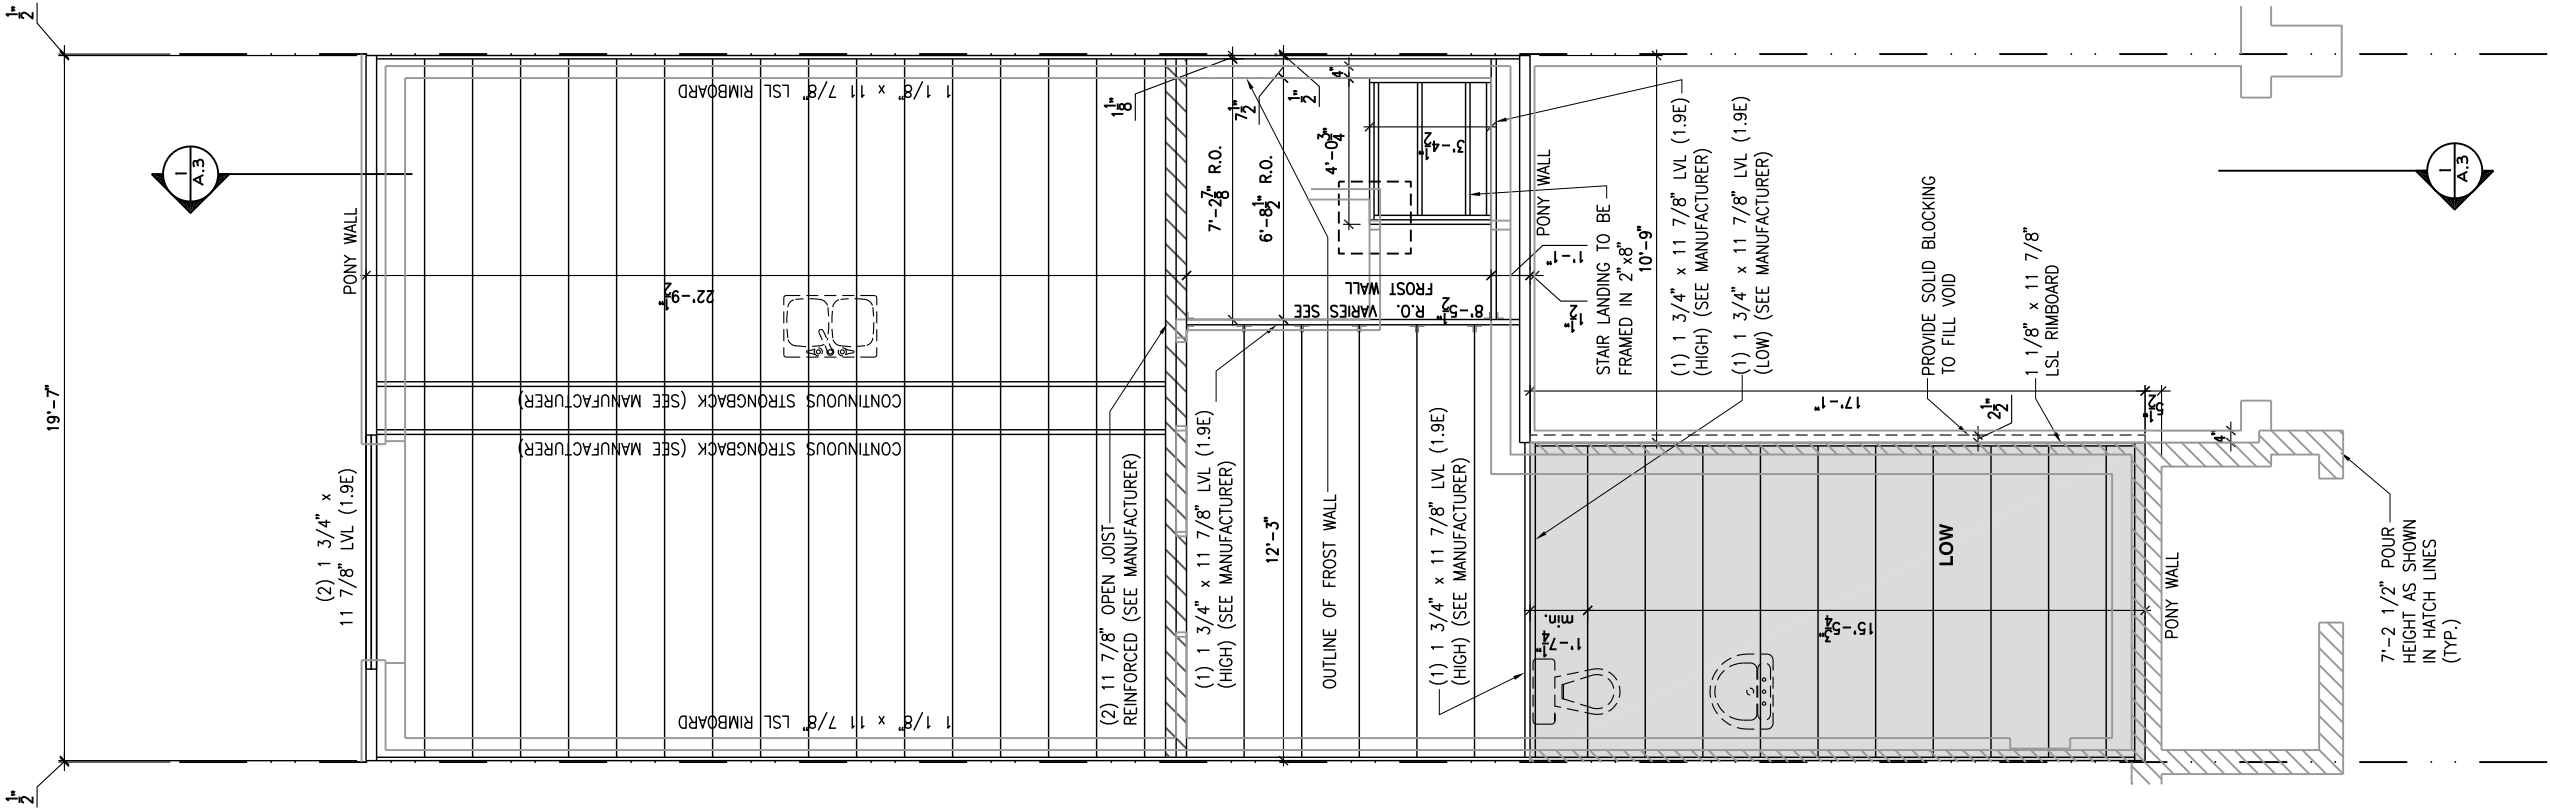 1 1/2"
19'-7"
1 1/2"
1
A.3
PONY WALL
(2) 1 3/4" x
11 7/8" LVL (1.9E)
22'-9 1/2"
1 1/8" x 11 7/8" LSL RIMBOARD
CONTINUOUS STRONGBACK (SEE MANUFACTURER)
CONTINUOUS STRONGBACK (SEE MANUFACTURER)
1 1/8" x 11 7/8" LSL RIMBOARD
(2) 11 7/8" OPEN JOIST
REINFORCED (SEE MANUFACTURER)
1 1/8"
7'-2 7/8" R.O.
7 1/2"
6'-8 1/2" R.O.
1 1/2"
4"
4'-0 3/4"
3'-4 1/2"
(1) 1 3/4" x 11 7/8" LVL (1.9E)
(HIGH) (SEE MANUFACTURER)
12'-3"
OUTLINE OF FROST WALL
8'-5 1/2" R.O. VARIES SEE
FROST WALL
(1) 1 3/4" x 11 7/8" LVL (1.9E)
(HIGH) (SEE MANUFACTURER)
PONY WALL
1'-1"
1 1/2"
STAIR LANDING TO BE
FRAMED IN 2"x8"
10'-9"
(1) 1 3/4" x 11 7/8" LVL (1.9E)
(HIGH) (SEE MANUFACTURER)
(1) 1 3/4" x 11 7/8" LVL (1.9E)
(LOW) (SEE MANUFACTURER)
PROVIDE SOLID BLOCKING
TO FILL VOID
1 1/8" x 11 7/8"
LSL RIMBOARD
17'-1"
2 1/2"
5 1/2"
4"
1'-7 1/4"
min.
15'-5 3/4"
LOW
PONY WALL
7'-2 1/2" POUR
HEIGHT AS SHOWN
IN HATCH LINES
(TYP.)
1
A.3